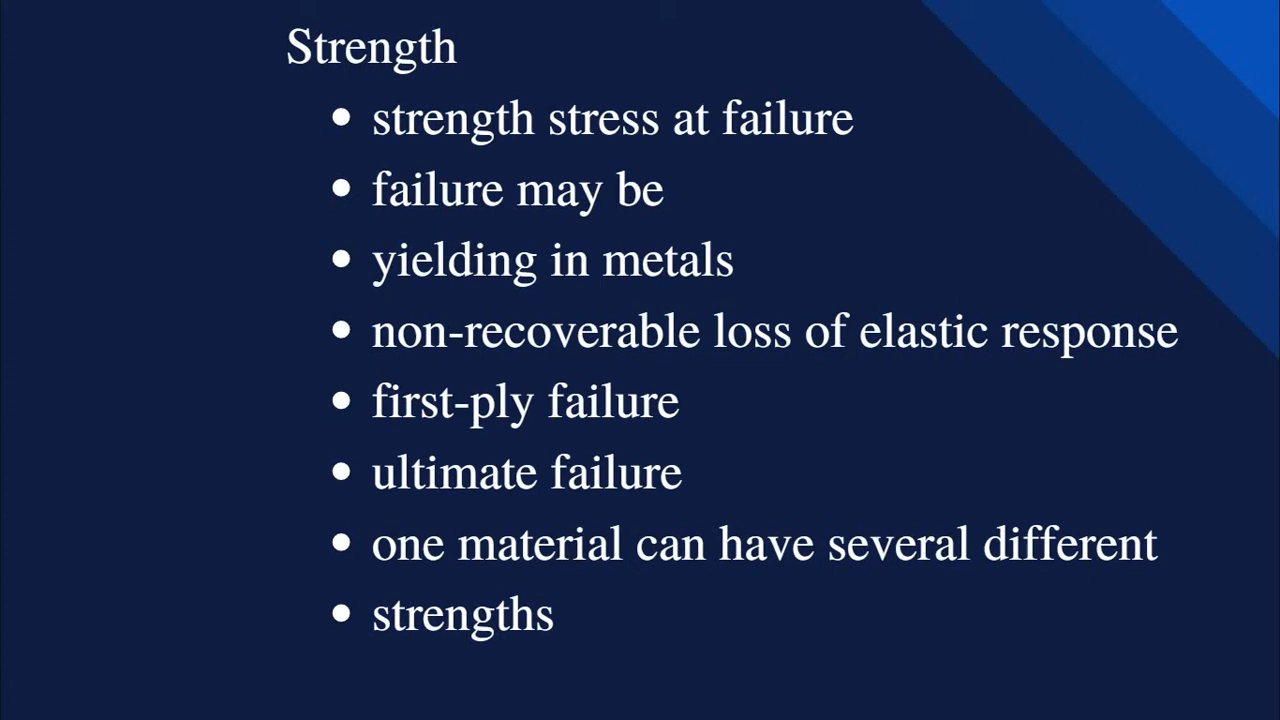 Strength
• strength stress at failure
• failure may be
• yielding in metals
• non-recoverable loss of elastic response
• first-ply failure
• ultimate failure
• one material can have several different
• strengths